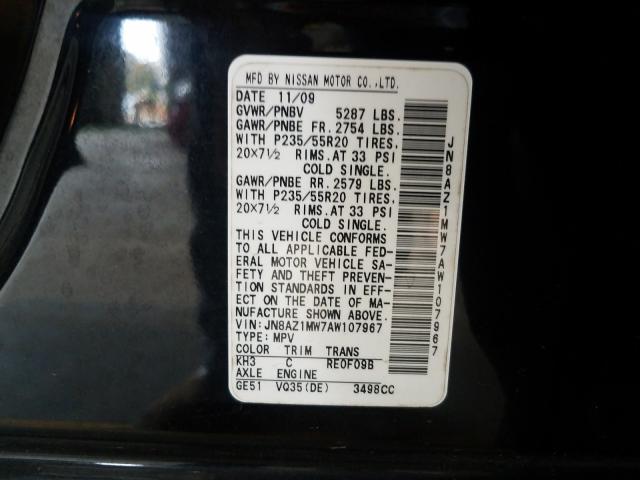 MFD BY NISSAN MOTOR CO.,LTD.
DATE 11/09
GVWR/PNBV 5287 LBS.
GAWR/PNBE FR. 2754 LBS.
WITH P235/55R20 TIRES,
20X7½ RIMS. AT 33 PSI
COLD SINGLE.
GAWR/PNBE RR. 2579 LBS.
WITH P235/55R20 TIRES,
20X7½ RIMS. AT 33 PSI
COLD SINGLE.
THIS VEHICLE CONFORMS
TO ALL APPLICABLE FED-
ERAL MOTOR VEHICLE SA-
FETY AND THEFT PREVEN-
TION STANDARDS IN EFF-
ECT ON THE DATE OF MA-
NUFACTURE SHOWN ABOVE.
VIN: JN8AZ1MW7AW107967
TYPE: MPV
COLOR TRIM TRANS
KH3 C RE0F09B
AXLE ENGINE
GE51 VQ35(DE) 3498CC
JN8AZ1MW7AW107967